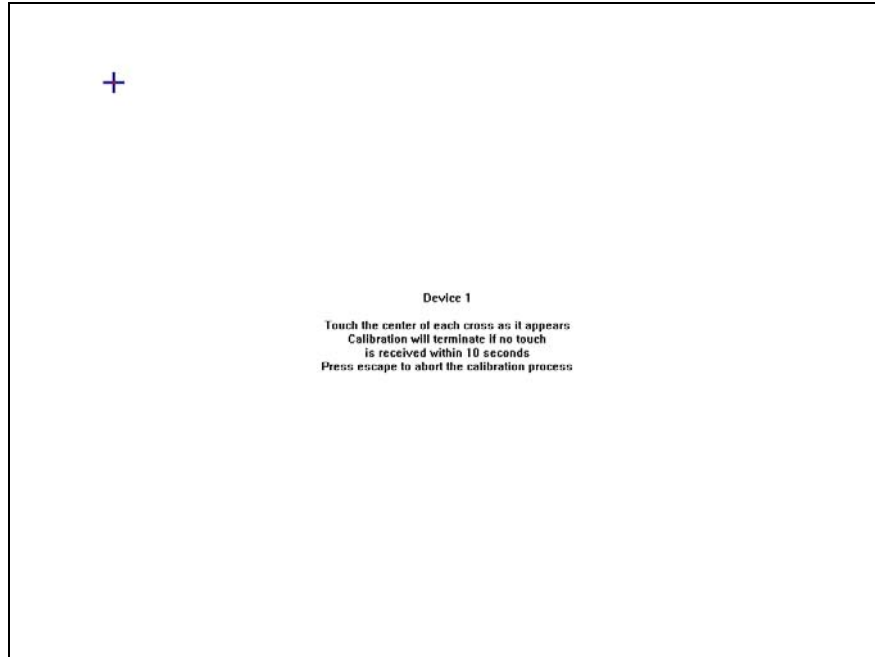 Device 1
Touch the center of each cross as it appears
Calibration will terminate if no touch
is received within 10 seconds
Press escape to abort the calibration process